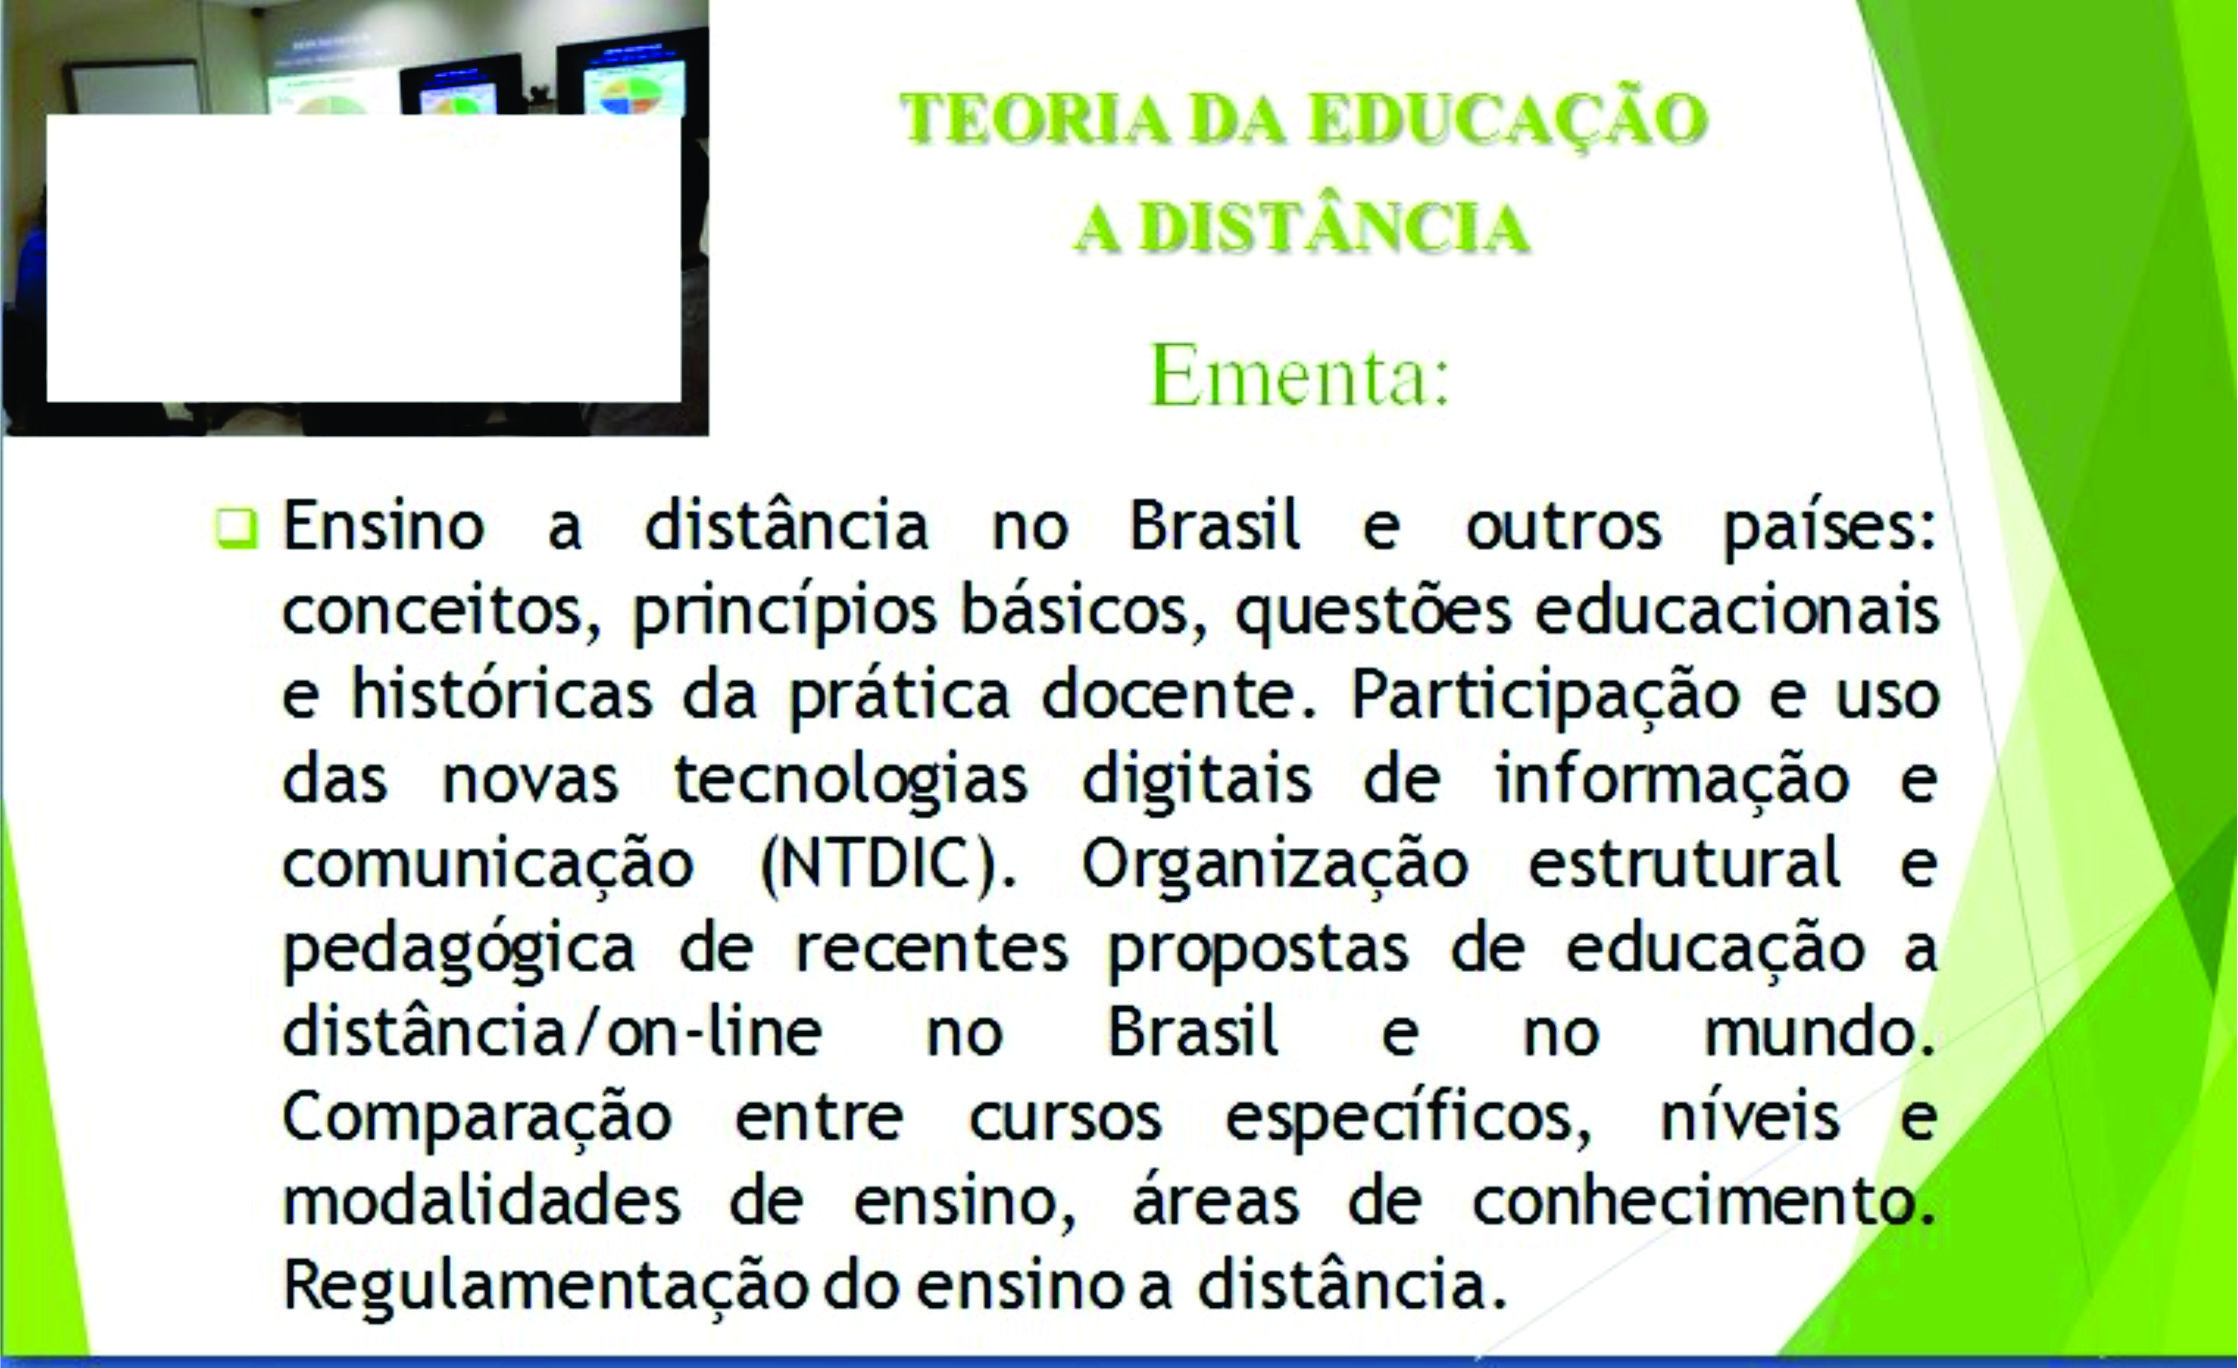 TEORIA DA EDUCAÇÃO
A DISTÂNCIA
Ementa:
Ensino a distância no Brasil e outros países:
conceitos, princípios básicos, questões educacionais
e históricas da prática docente. Participação e uso
das novas tecnologias digitais de informação e
comunicação (NTDIC). Organização estrutural e
pedagógica de recentes propostas de educação a
distância/on-line no Brasil e no mundo.
Comparação entre cursos específicos, níveis e
modalidades de ensino, áreas de conhecimento.
Regulamentação do ensino a distância.